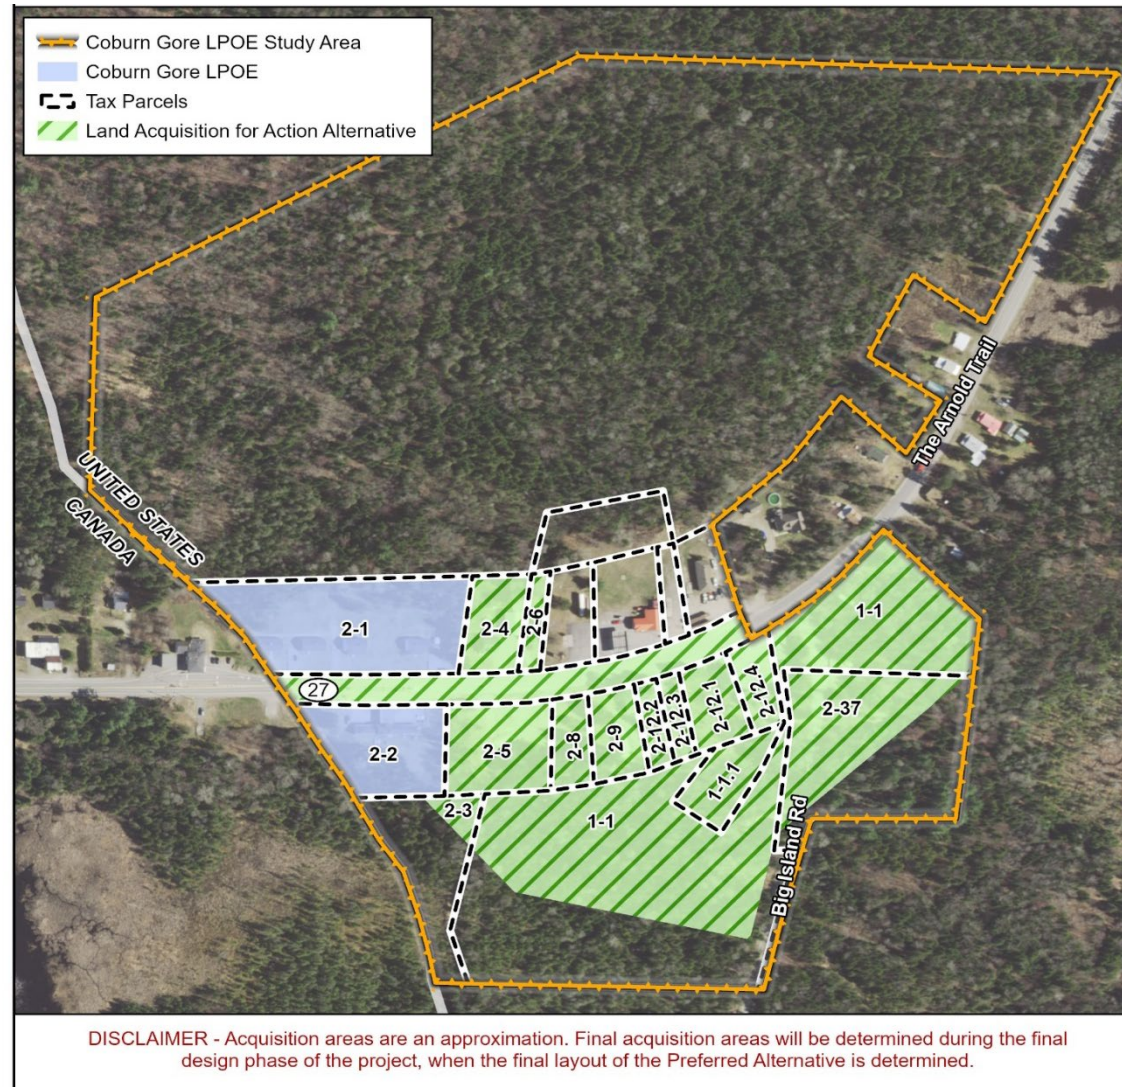 Coburn Gore LPOE Study Area
Coburn Gore LPOE
Tax Parcels
Land Acquisition for Action Alternative
The Arnold Trail
UNITED STATES
CANADA
2-1
2-4
2-6
1-1
27
2-2
2-5
2-8
2-9
2-12.2
2-12.3
2-12.1
2-12.4
2-37
2-3
1-1
1-1.1
Big Island Rd
DISCLAIMER - Acquisition areas are an approximation. Final acquisition areas will be determined during the final
design phase of the project, when the final layout of the Preferred Alternative is determined.